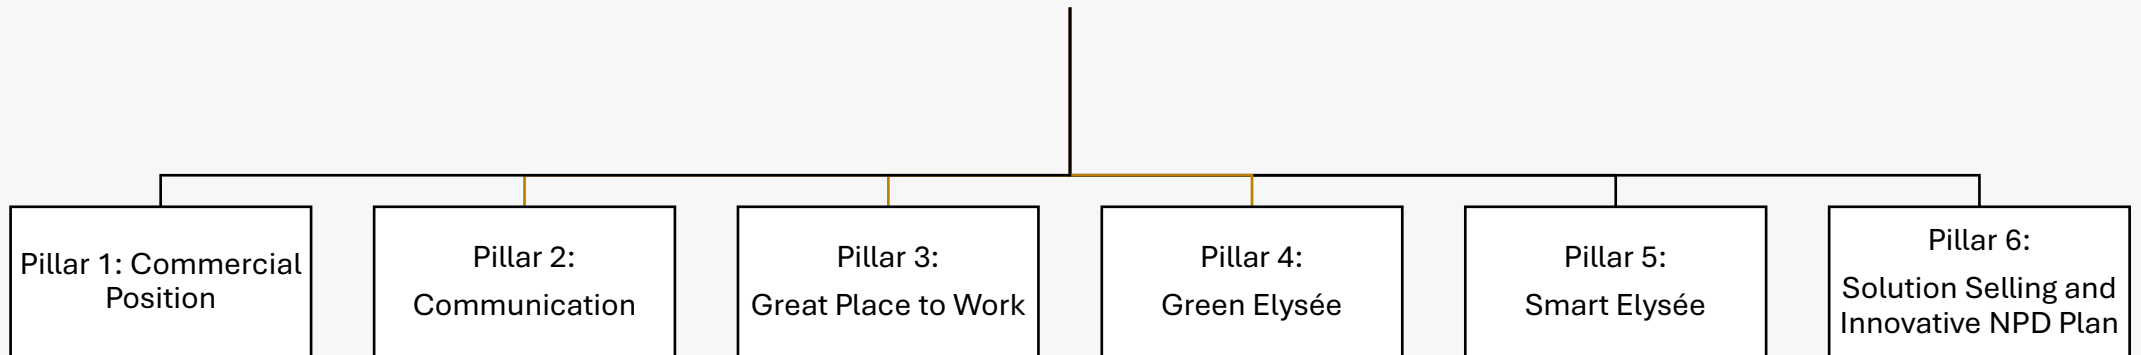 Pillar 1: Commercial
Position
Pillar 2:
Communication
Pillar 3:
Great Place to Work
Pillar 4:
Green Elysée
Pillar 5:
Smart Elysée
Pillar 6:
Solution Selling and
Innovative NPD Plan